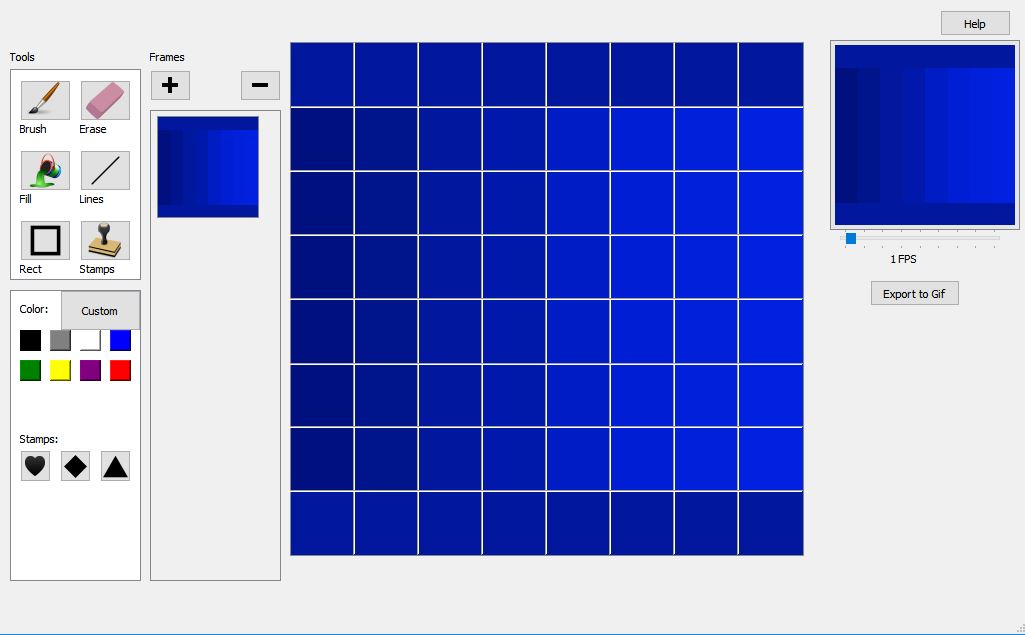 Help
Tools
Frames
Brush
Erase
Fill
Lines
Rect
Stamps
1 FPS
Export to Gif
Color:
Custom
Stamps: